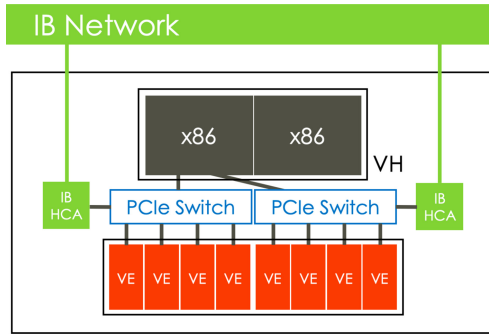 IB Network
x86 x86
VH
IB
HCA
PCIe Switch PCIe Switch
IB
HCA
VE VE VE VE VE VE VE VE